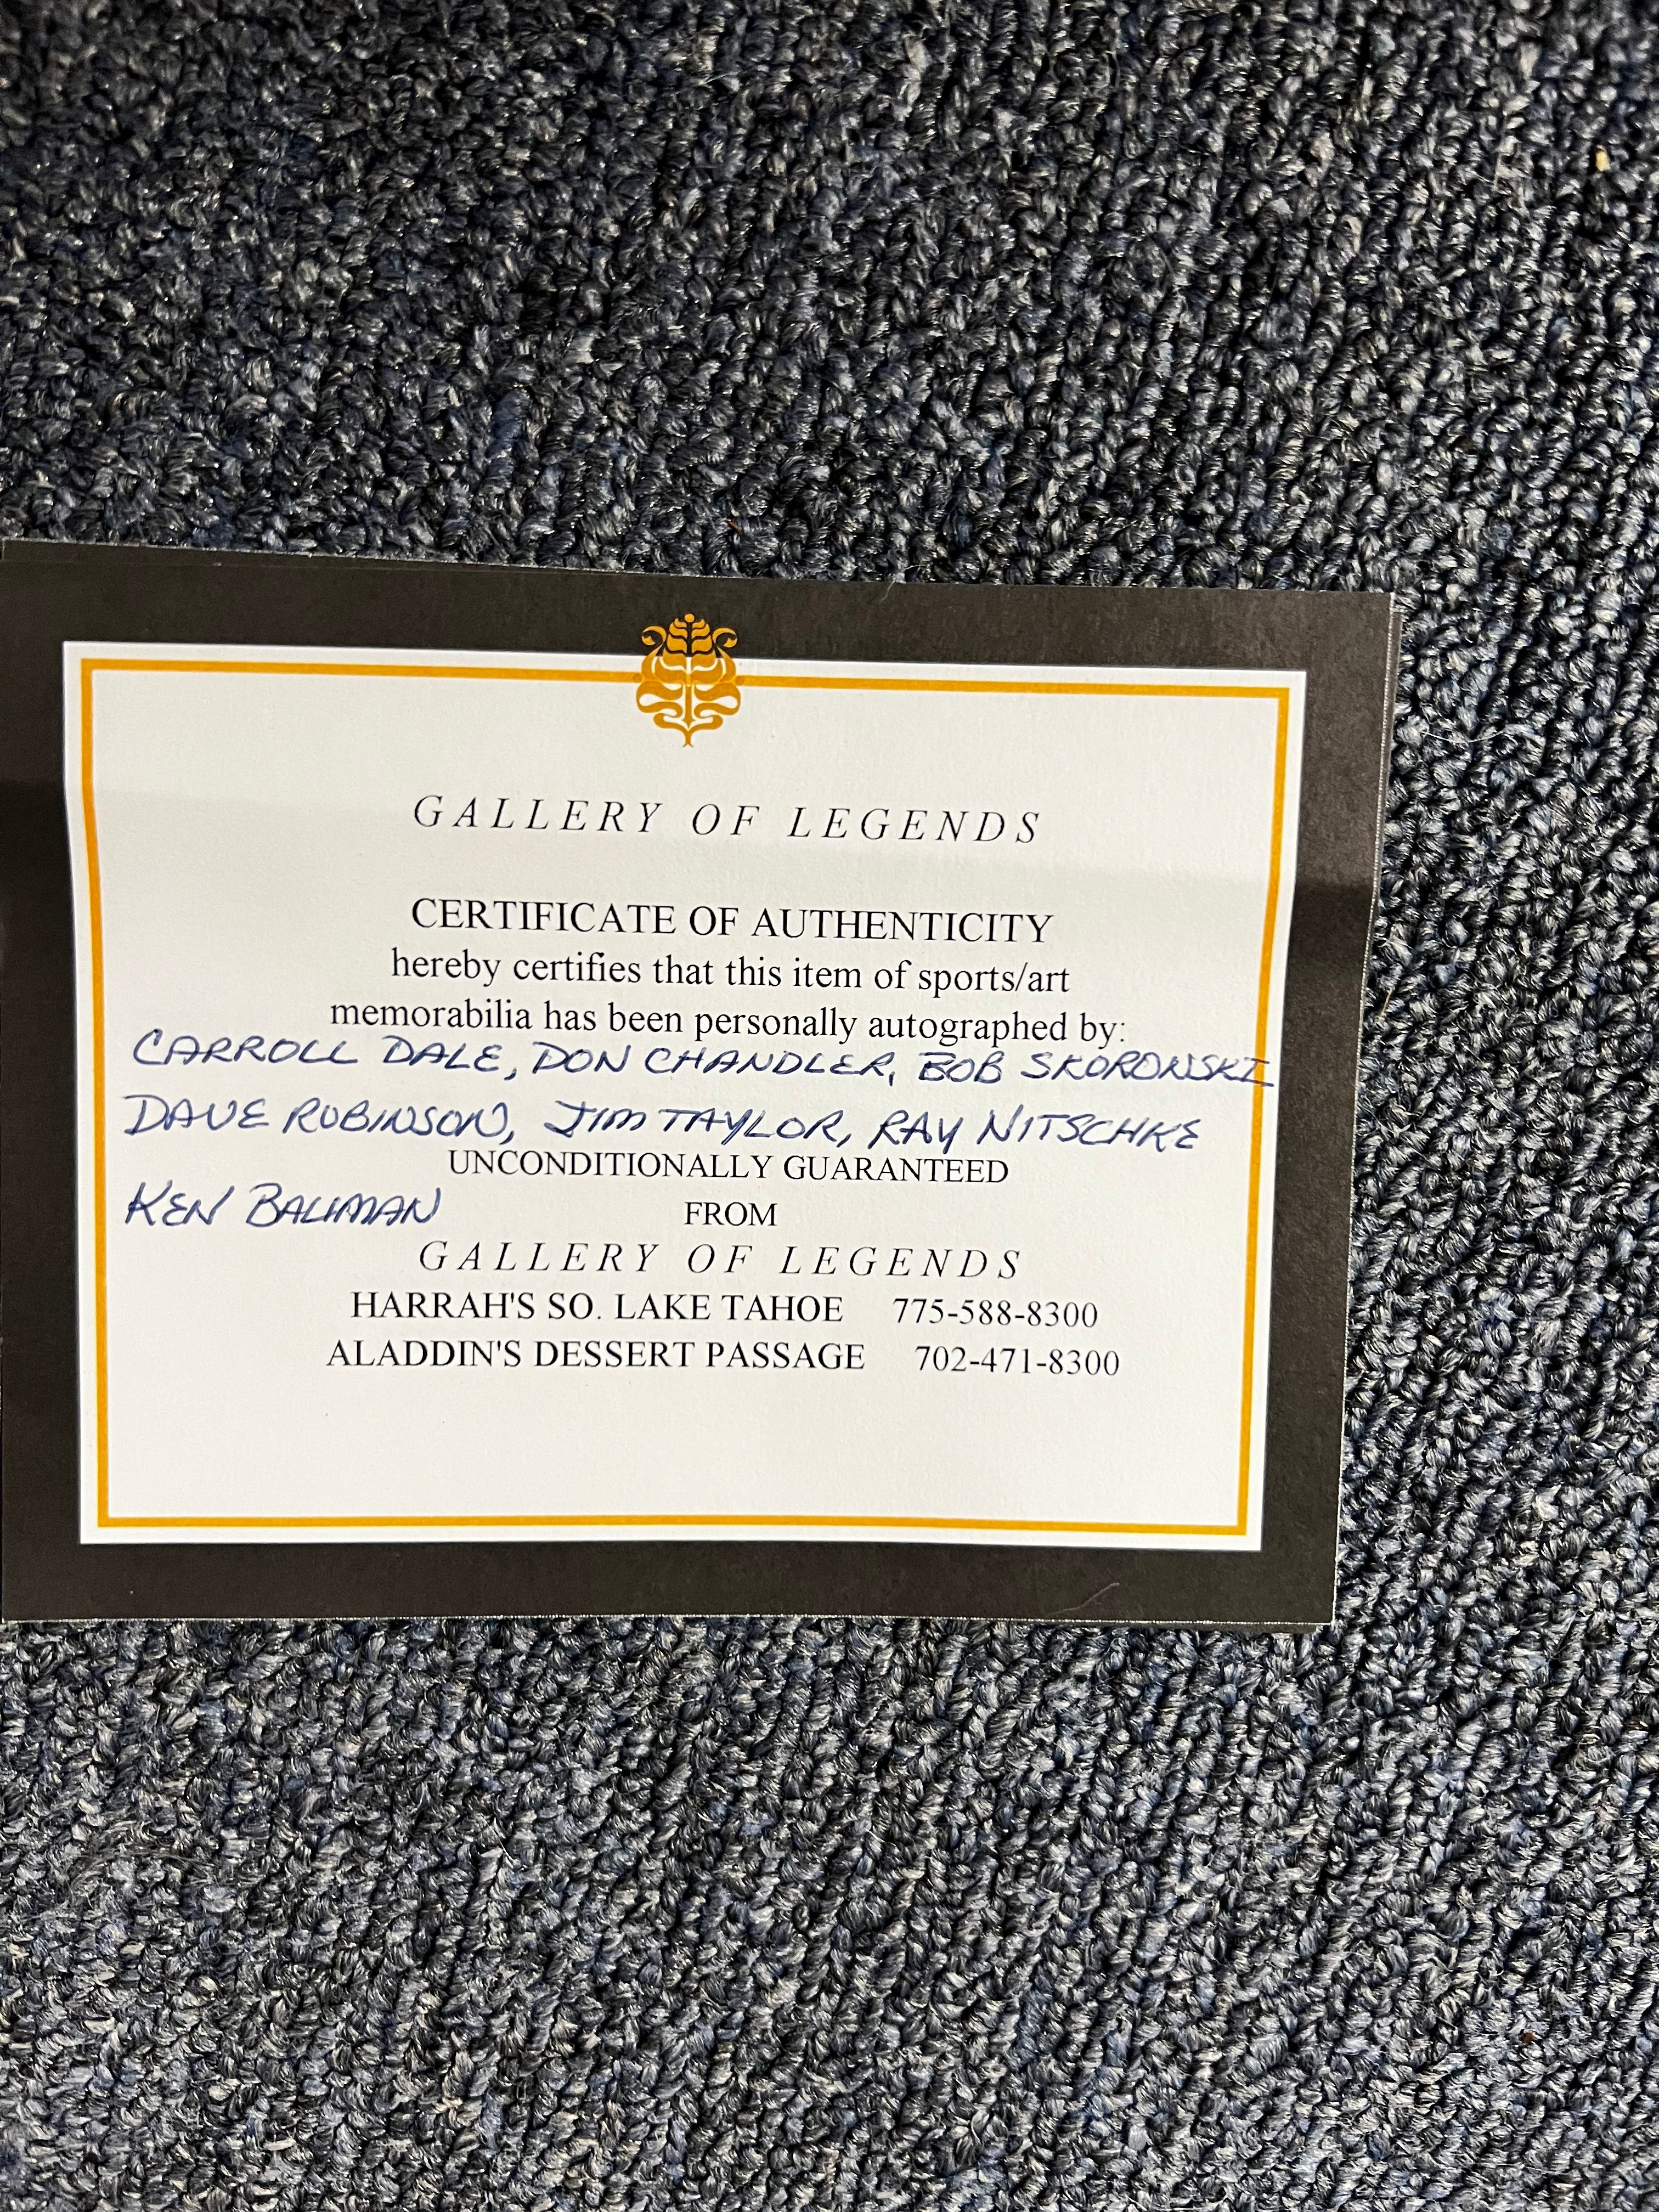 GALLERY OF LEGENDS
CERTIFICATE OF AUTHENTICITY
hereby certifies that this item of sports/art
memorabilia has been personally autographed by:
CARROLL DALE, DON CHANDLER, BOB SKORONSKI
DAVE ROBINSON, JIM TAYLOR, RAY NITSCHKE
UNCONDITIONALLY GUARANTEED
KEN BAUMAN FROM
GALLERY OF LEGENDS
HARRAH'S SO. LAKE TAHOE 775-588-8300
ALADDIN'S DESSERT PASSAGE 702-471-8300